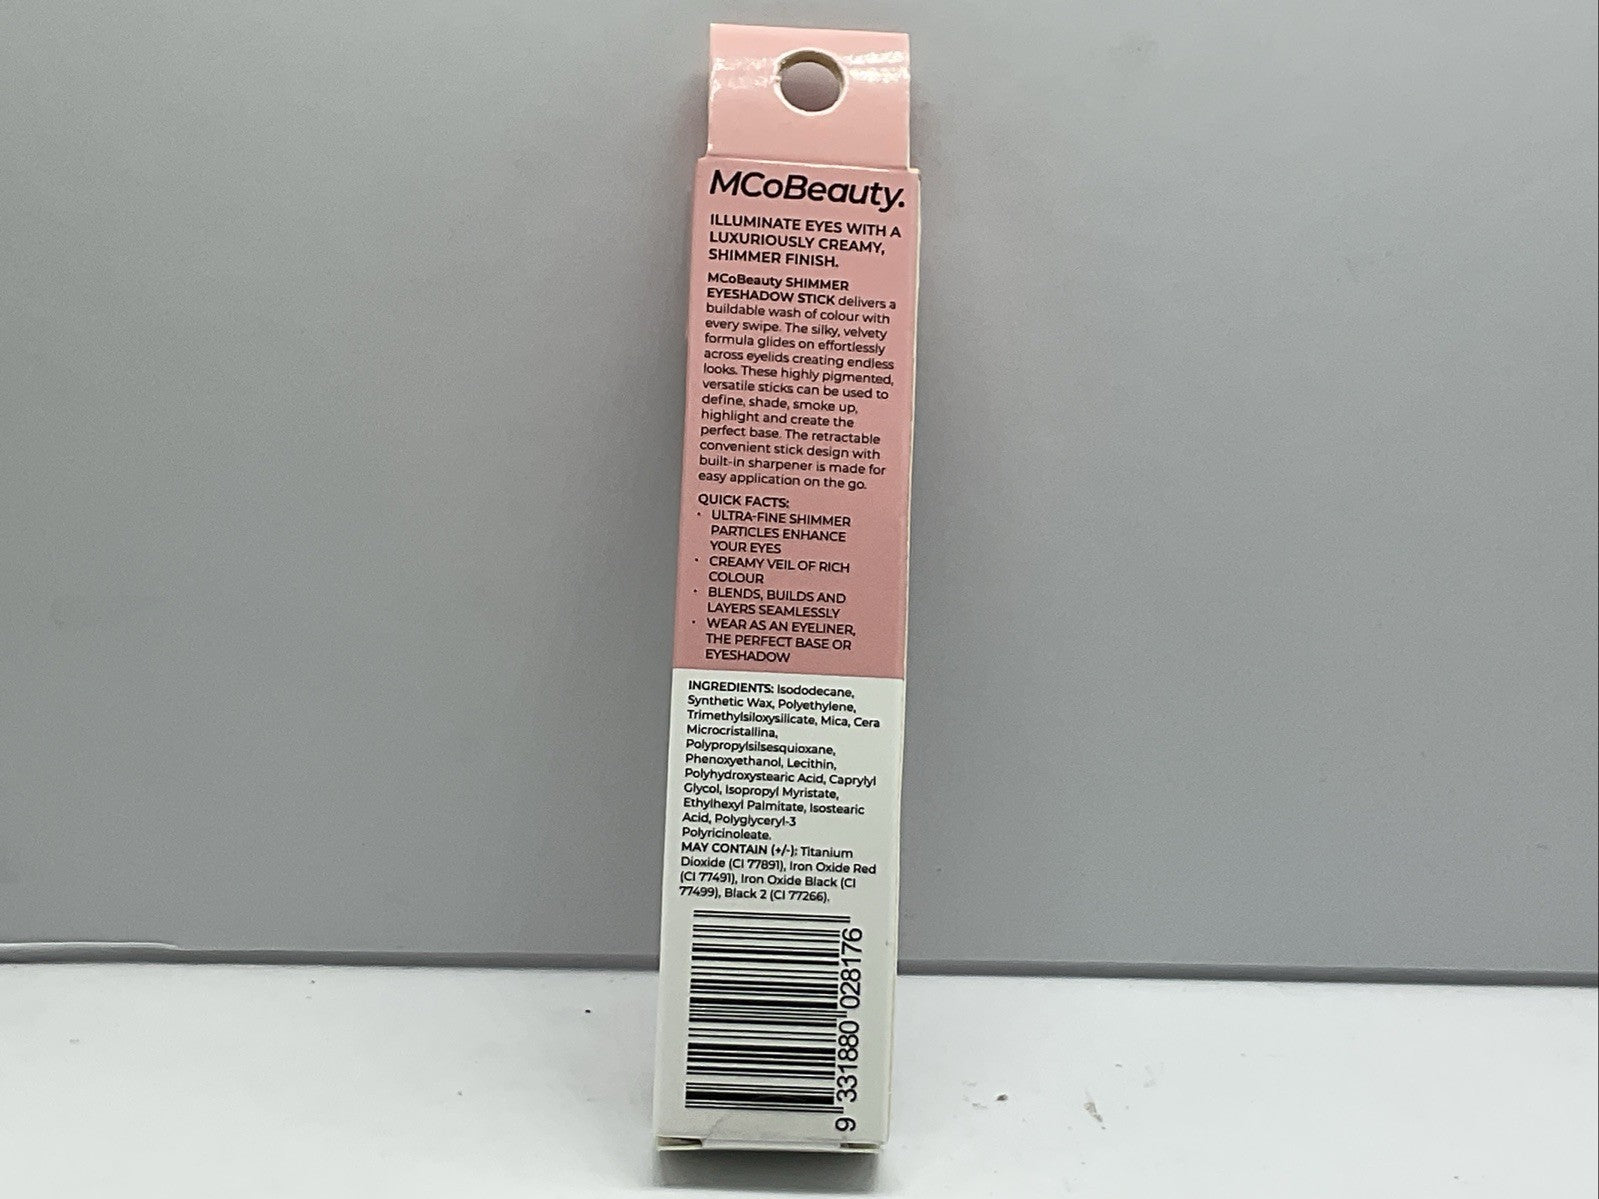 MCoBeauty.
ILLUMINATE EYES WITH A
LUXURIOUSLY CREAMY,
SHIMMER FINISH.
MCoBeauty SHIMMER
EYESHADOW STICK delivers a
buildable wash of colour with
every swipe. The silky, velvety
formula glides on effortlessly
across eyelids creating endless
looks. These highly pigmented,
versatile sticks can be used to
define, shade, smoke up,
highlight and create the
perfect base. The retractable
convenient stick design with
built-in sharpener is made for
easy application on the go.
QUICK FACTS:
• ULTRA-FINE SHIMMER
PARTICLES ENHANCE
YOUR EYES
• CREAMY VEIL OF RICH
COLOUR
• BLENDS, BUILDS AND
LAYERS SEAMLESSLY
• WEAR AS AN EYELINER,
THE PERFECT BASE OR
EYESHADOW
INGREDIENTS: Isododecane,
Synthetic Wax, Polyethylene,
Trimethylsiloxysilicate, Mica, Cera
Microcristallina,
Polypropylsilsesquioxane,
Phenoxyethanol, Lecithin,
Polyhydroxystearic Acid, Caprylyl
Glycol, Isopropyl Myristate,
Ethylhexyl Palmitate, Isostearic
Acid, Polyglyceryl-3
Polyricinoleate.
MAY CONTAIN (+/-): Titanium
Dioxide (CI 77891), Iron Oxide Red
(CI 77491), Iron Oxide Black (CI
77499), Black 2 (CI 77266).
9 331880 028176